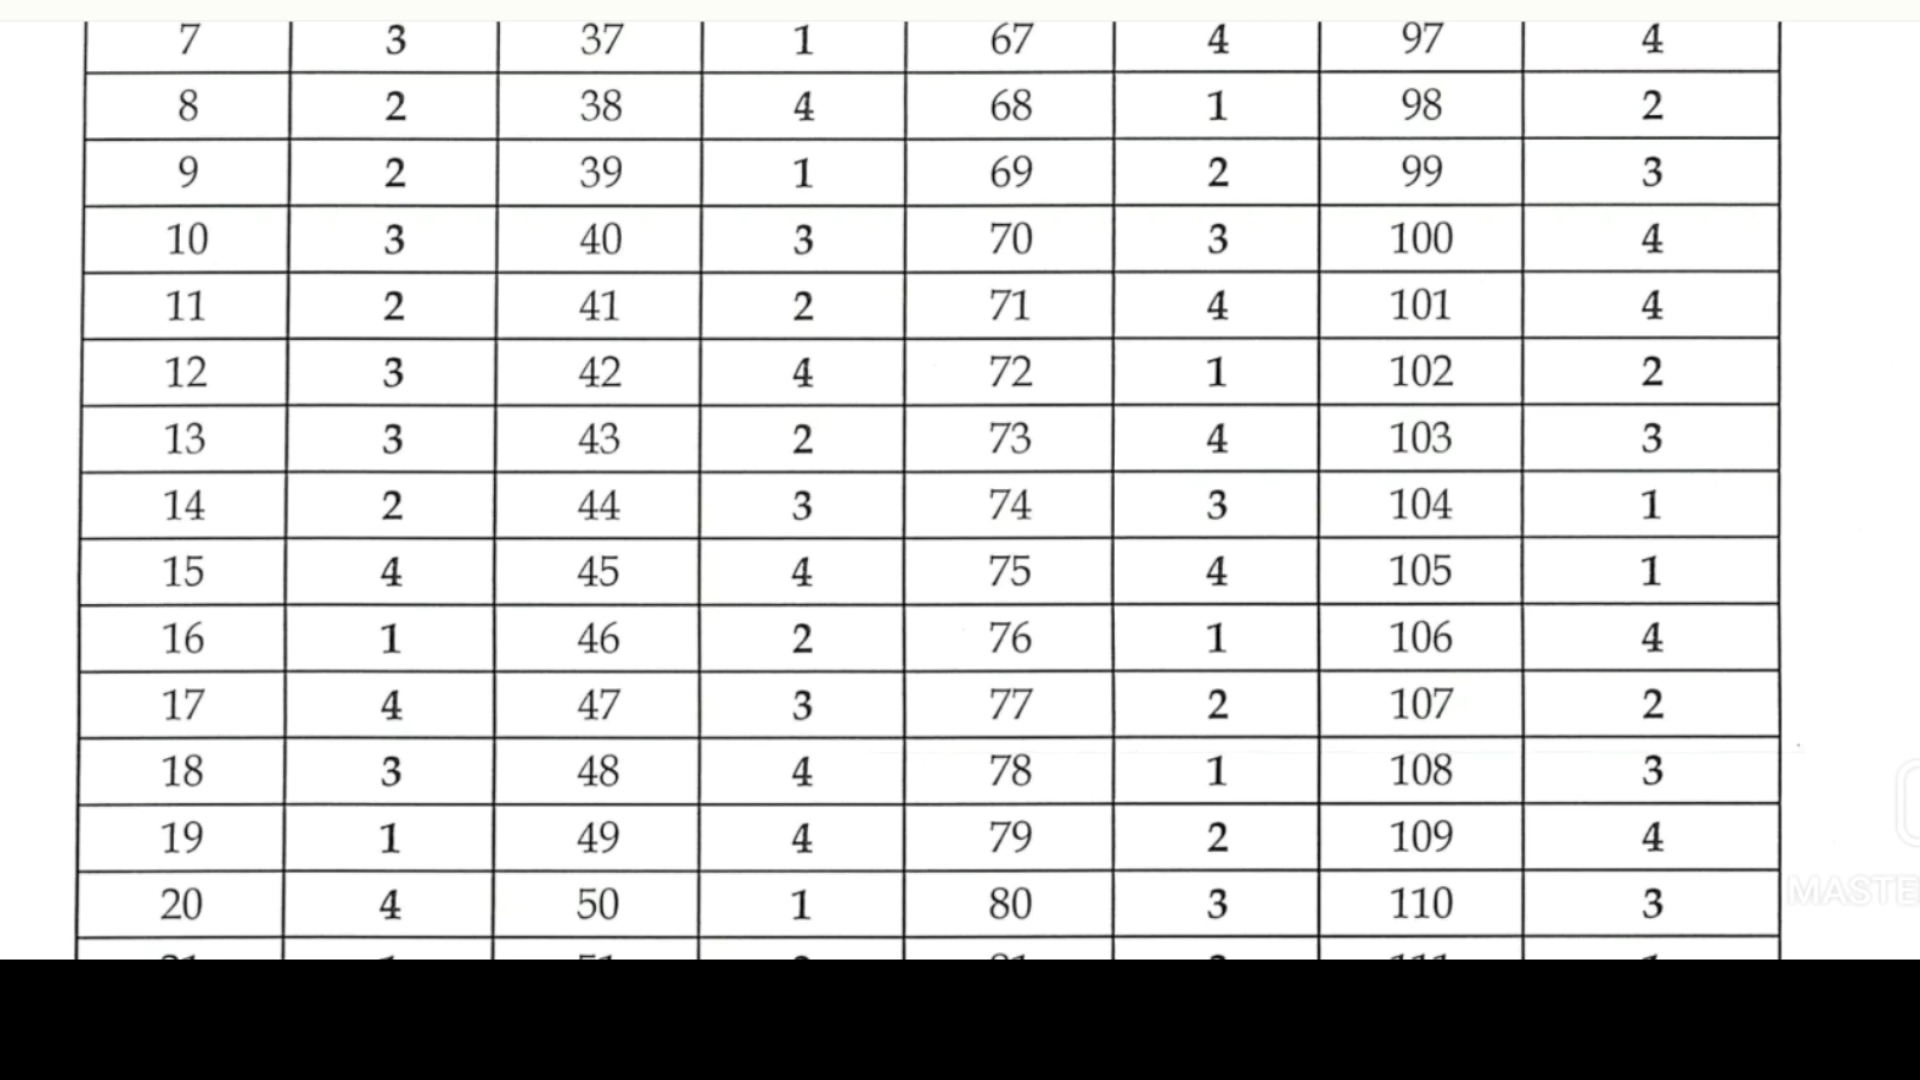 7 3 37 1 67 4 97 4
8 2 38 4 68 1 98 2
9 2 39 1 69 2 99 3
10 3 40 3 70 3 100 4
11 2 41 2 71 4 101 4
12 3 42 4 72 1 102 2
13 3 43 2 73 4 103 3
14 2 44 3 74 3 104 1
15 4 45 4 75 4 105 1
16 1 46 2 76 1 106 4
17 4 47 3 77 2 107 2
18 3 48 4 78 1 108 3
19 1 49 4 79 2 109 4
20 4 50 1 80 3 110 3